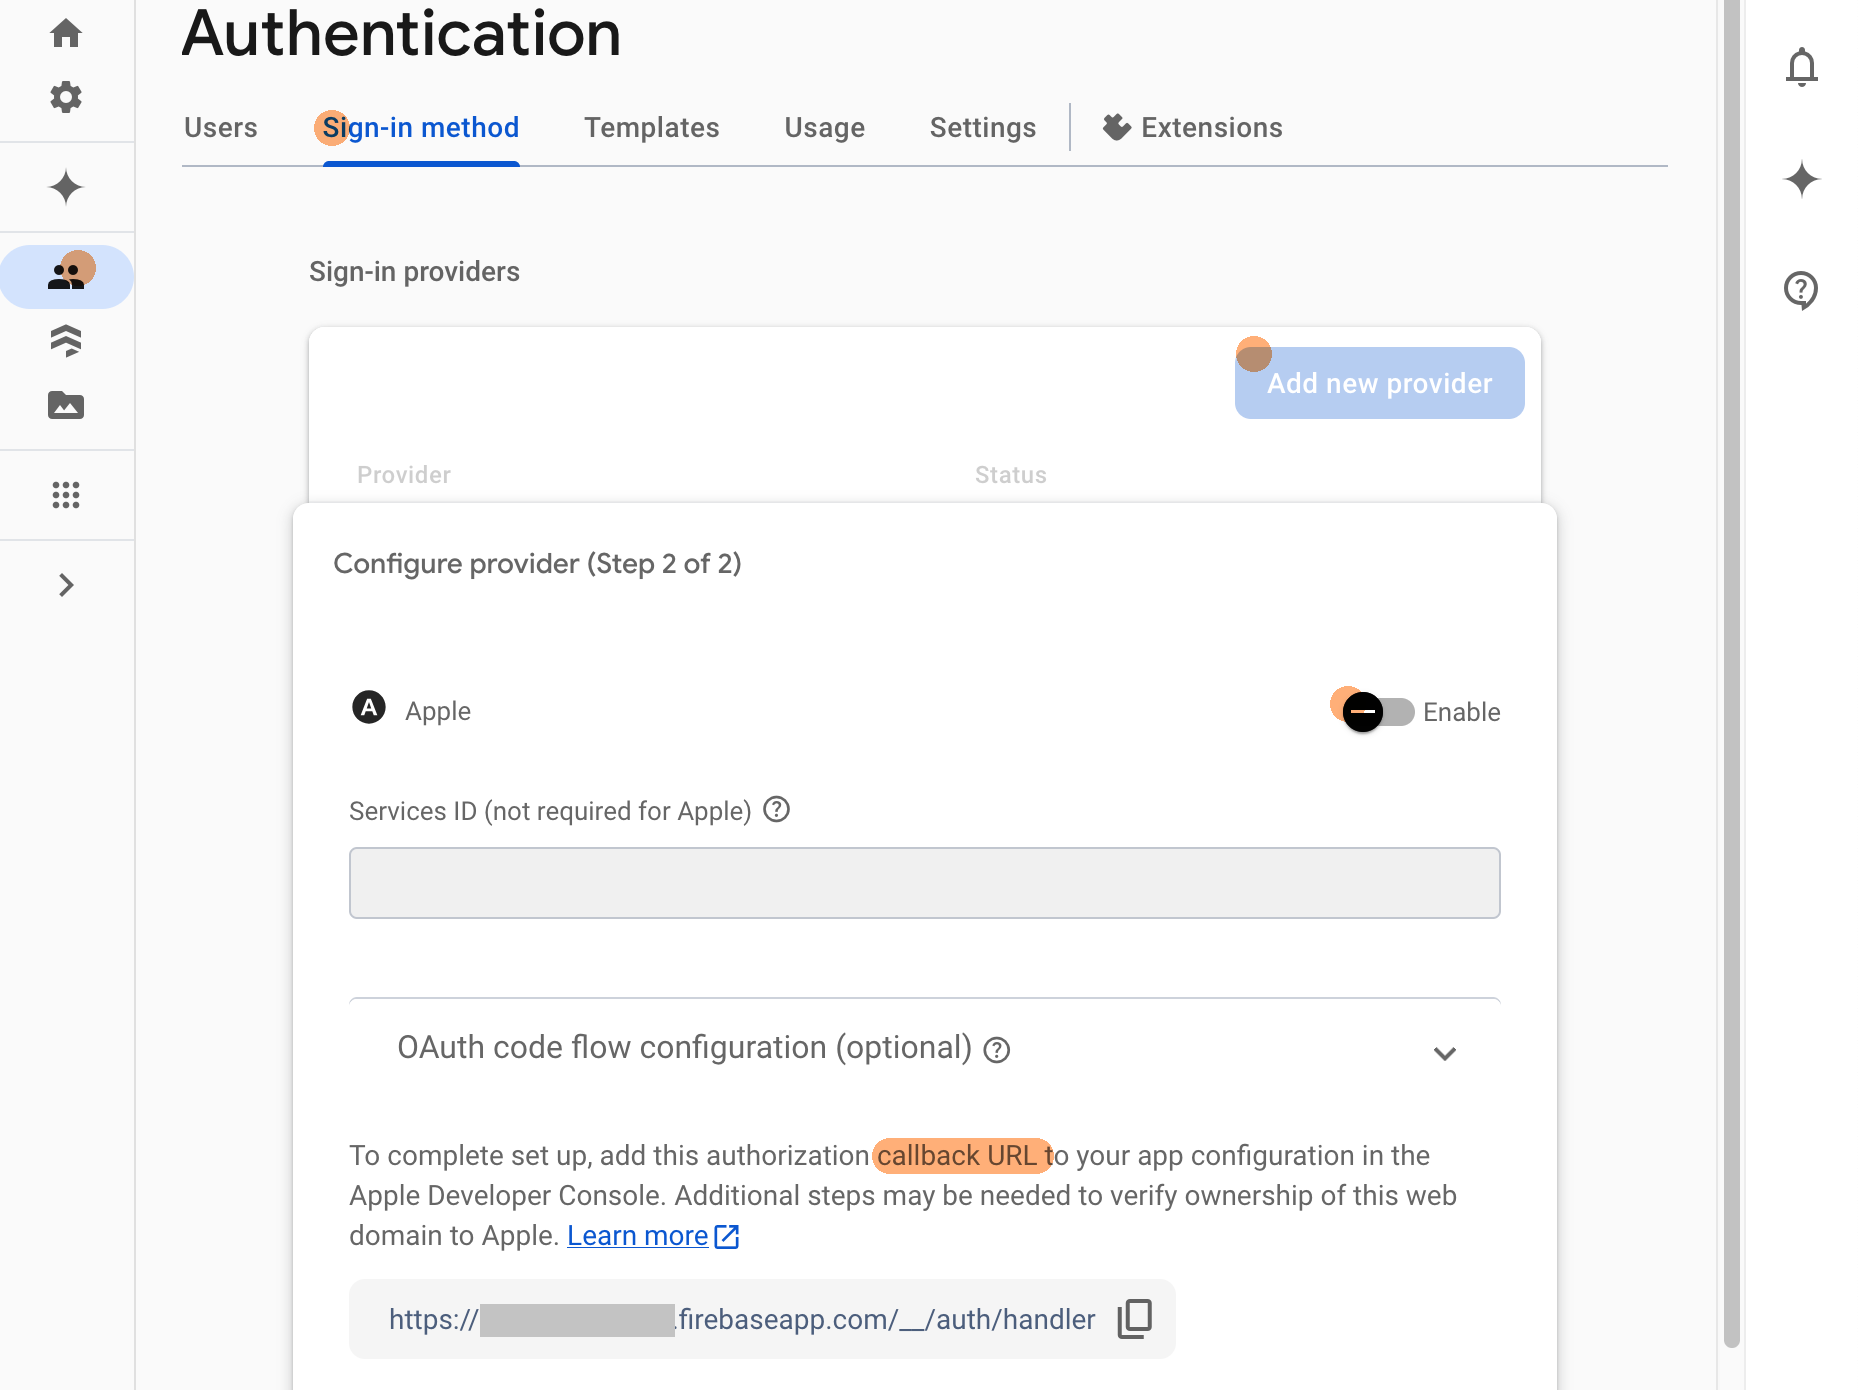 Authentication
Users Sign-in method Templates Usage Settings Extensions
Sign-in providers
Add new provider
Provider Status
Configure provider (Step 2 of 2)
A Apple Enable
Services ID (not required for Apple)
OAuth code flow configuration (optional)
To complete set up, add this authorization callback URL to your app configuration in the
Apple Developer Console. Additional steps may be needed to verify ownership of this web
domain to Apple. Learn more
https:// .firebaseapp.com/__/auth/handler